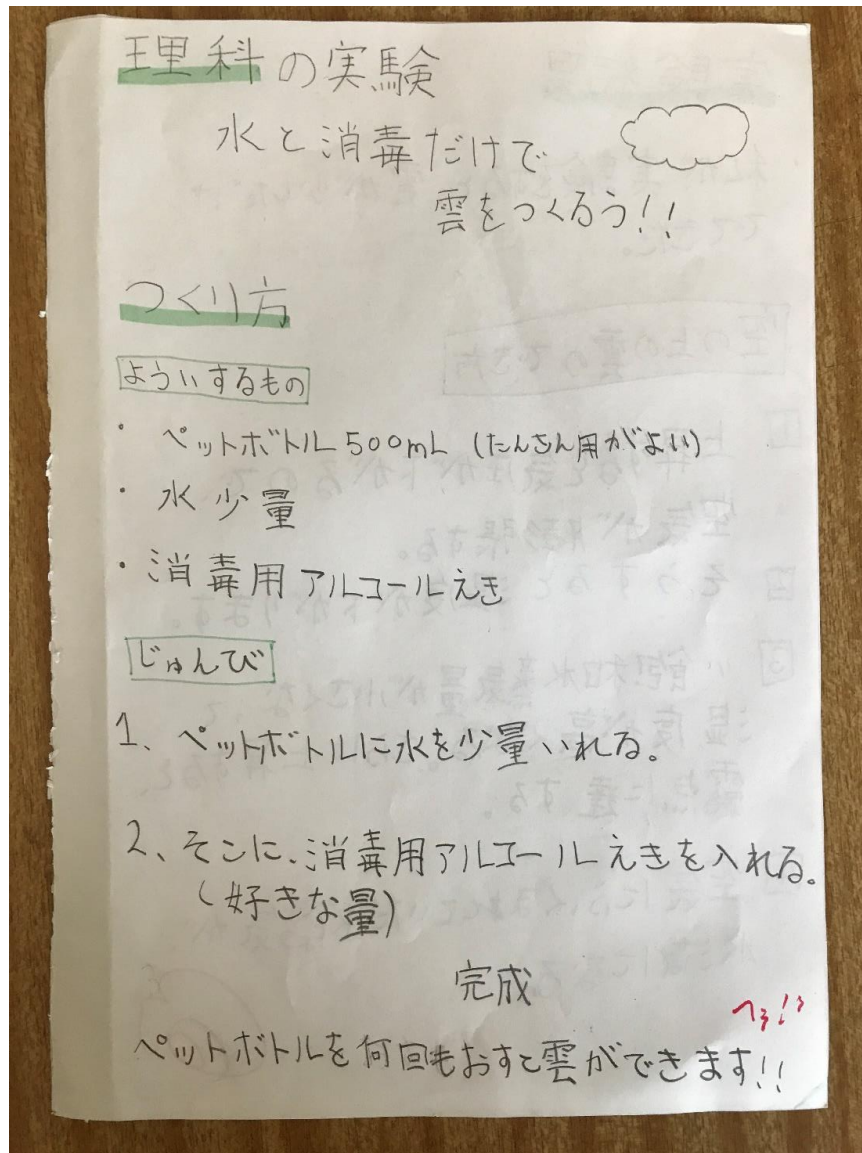 理科の実験
水と消毒だけで
雲をつくるう!!
つくり方
よういするもの
・ ペットボトル500mL (たんさん用がよい)
・ 水少量
・ 消毒用アルコールえき
じゅんび
1、ペットボトルに水を少量いれる。
2、そこに、消毒用アルコールえきを入れる。
(好きな量)
完成
へぇ!!
ペットボトルを何回もおすと雲ができます!!